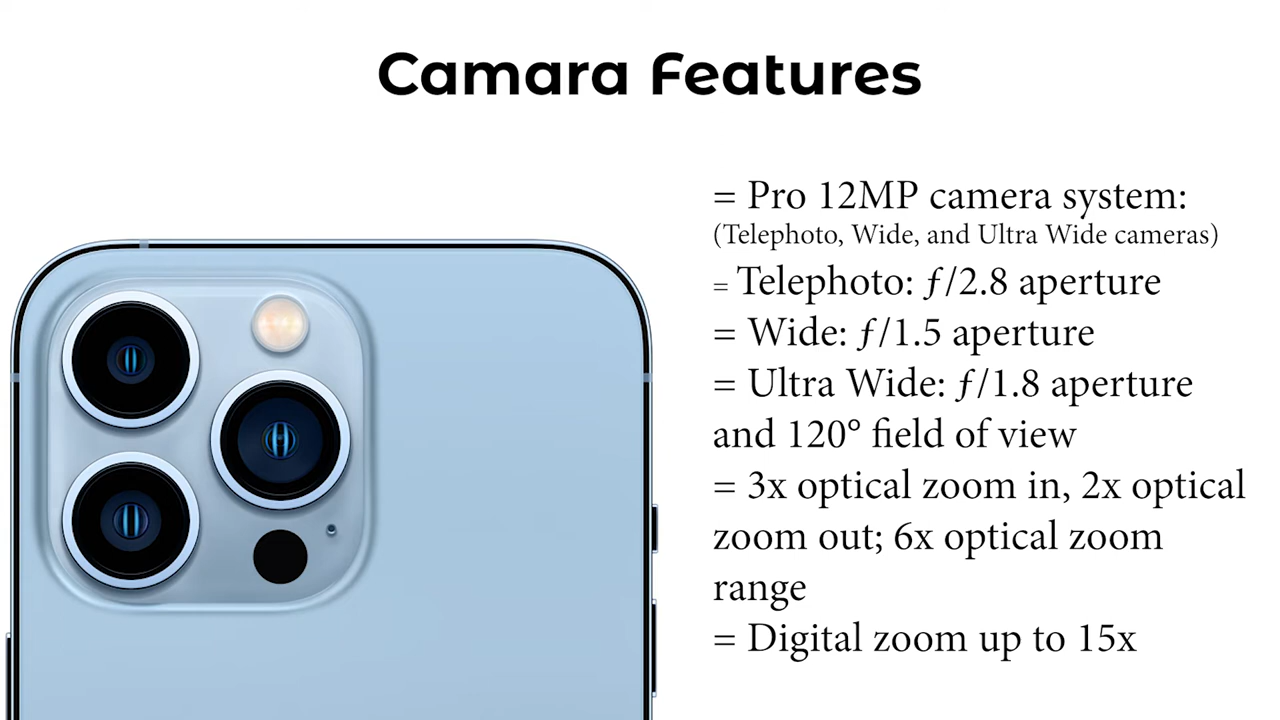 Camara Features
= Pro 12MP camera system:
(Telephoto, Wide, and Ultra Wide cameras)
= Telephoto: ƒ/2.8 aperture
= Wide: ƒ/1.5 aperture
= Ultra Wide: ƒ/1.8 aperture
and 120° field of view
= 3x optical zoom in, 2x optical
zoom out; 6x optical zoom
range
= Digital zoom up to 15x